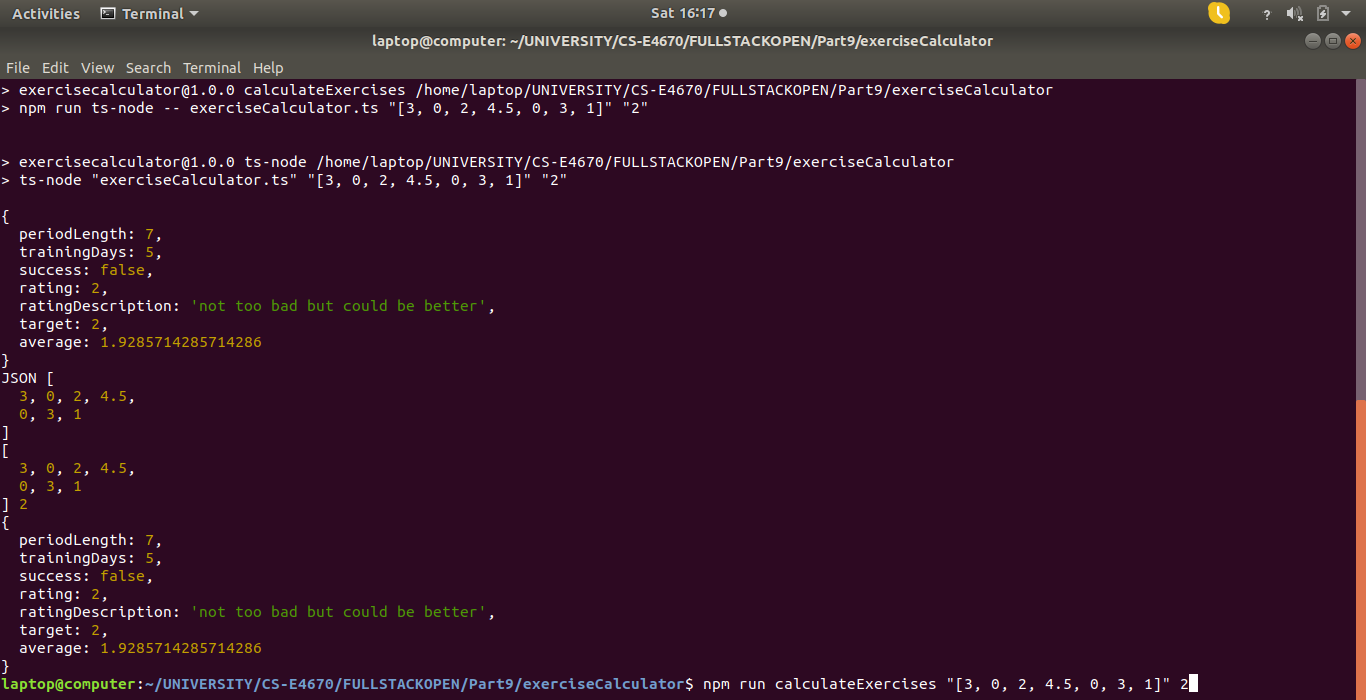 Activities Terminal Sat 16:17 ?
laptop@computer: ~/UNIVERSITY/CS-E4670/FULLSTACKOPEN/Part9/exerciseCalculator
File Edit View Search Terminal Help
> exercisecalculator@1.0.0 calculateExercises /home/laptop/UNIVERSITY/CS-E4670/FULLSTACKOPEN/Part9/exerciseCalculator
> npm run ts-node -- exerciseCalculator.ts "[3, 0, 2, 4.5, 0, 3, 1]" "2"
> exercisecalculator@1.0.0 ts-node /home/laptop/UNIVERSITY/CS-E4670/FULLSTACKOPEN/Part9/exerciseCalculator
> ts-node "exerciseCalculator.ts" "[3, 0, 2, 4.5, 0, 3, 1]" "2"
{
  periodLength: 7,
  trainingDays: 5,
  success: false,
  rating: 2,
  ratingDescription: 'not too bad but could be better',
  target: 2,
  average: 1.9285714285714286
}
JSON [
  3, 0, 2, 4.5,
  0, 3, 1
]
[
  3, 0, 2, 4.5,
  0, 3, 1
] 2
{
  periodLength: 7,
  trainingDays: 5,
  success: false,
  rating: 2,
  ratingDescription: 'not too bad but could be better',
  target: 2,
  average: 1.9285714285714286
}
laptop@computer:~/UNIVERSITY/CS-E4670/FULLSTACKOPEN/Part9/exerciseCalculator$ npm run calculateExercises "[3, 0, 2, 4.5, 0, 3, 1]" 2